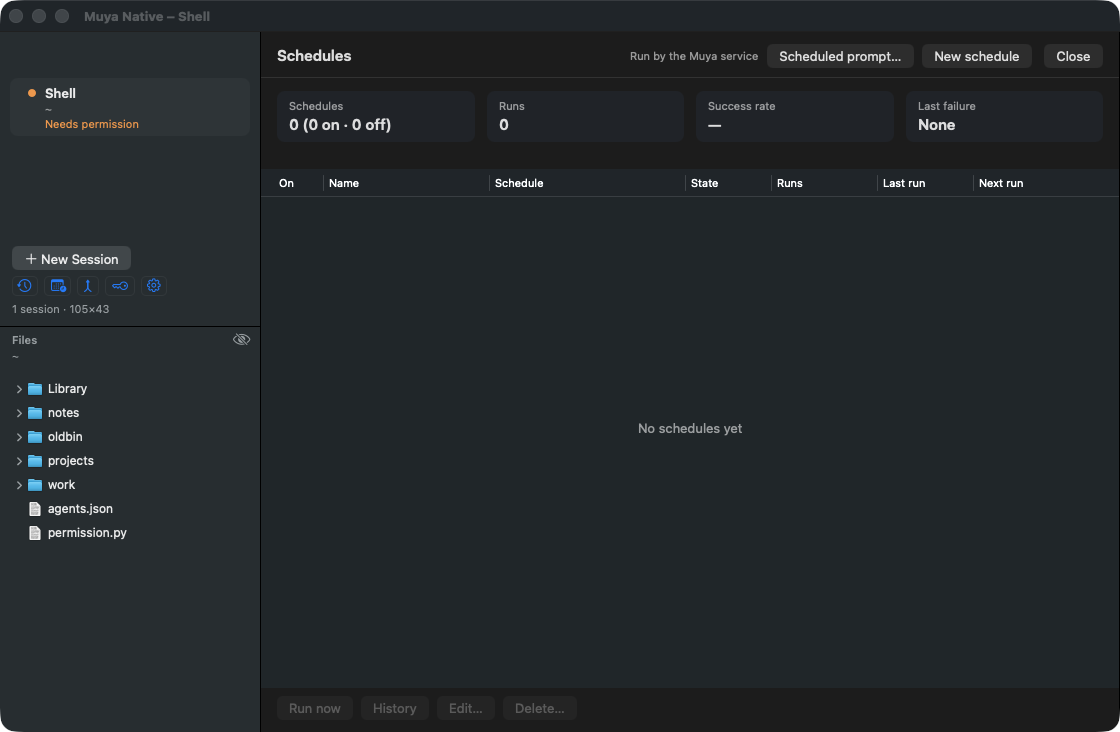 Muya Native – Shell
Shell
~
Needs permission
New Session
1 session · 105×43
Files
~
Library
notes
oldbin
projects
work
agents.json
permission.py
Schedules
Run by the Muya service
Scheduled prompt...
New schedule
Close
Schedules
0 (0 on · 0 off)
Runs
0
Success rate
—
Last failure
None
On Name Schedule State Runs Last run Next run
No schedules yet
Run now History Edit... Delete...